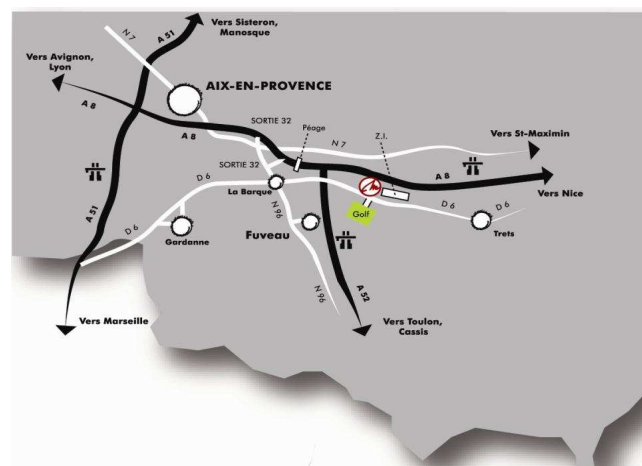 Vers Sisteron,
Manosque
A 51
N 7
Vers Avignon,
Lyon
A 8
AIX-EN-PROVENCE
SORTIE 32
A 8
Péage
Z.I.
N 7
Vers St-Maximin
SORTIE 32
A 8
Vers Nice
D 6
La Barque
A 51
D 6
Gardanne
N 96
Fuveau
Golf
D 6
D 6
Trets
N 96
A 52
Vers Marseille
Vers Toulon,
Cassis